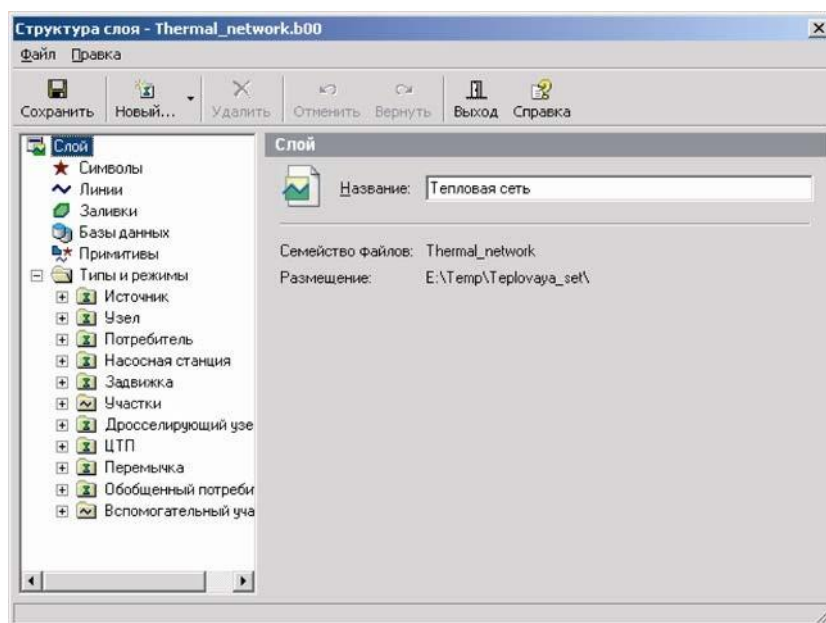 Структура слоя - Thermal_network.b00
Файл Правка
Сохранить Новый... Удалить Отменить Вернуть Выход Справка
Слой
Символы
Линии
Заливки
Базы данных
Примитивы
Типы и режимы
Источник
Узел
Потребитель
Насосная станция
Задвижка
Участки
Дросселирующий узе
ЦТП
Перемычка
Обобщенный потреби
Вспомогательный уча
Слой
Название: Тепловая сеть
Семейство файлов: Thermal_network
Размещение: E:\Temp\Teplovaya_set\